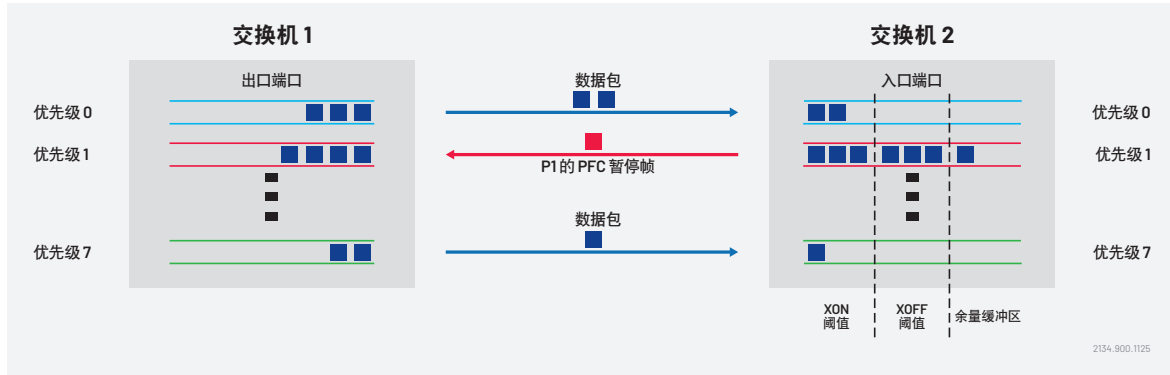 交换机 1
交换机 2
出口端口
数据包
入口端口
优先级 0
优先级 0
优先级 1
优先级 1
P1 的 PFC 暂停帧
数据包
优先级 7
优先级 7
XON
阈值
XOFF
阈值
余量缓冲区
2134.900.1125